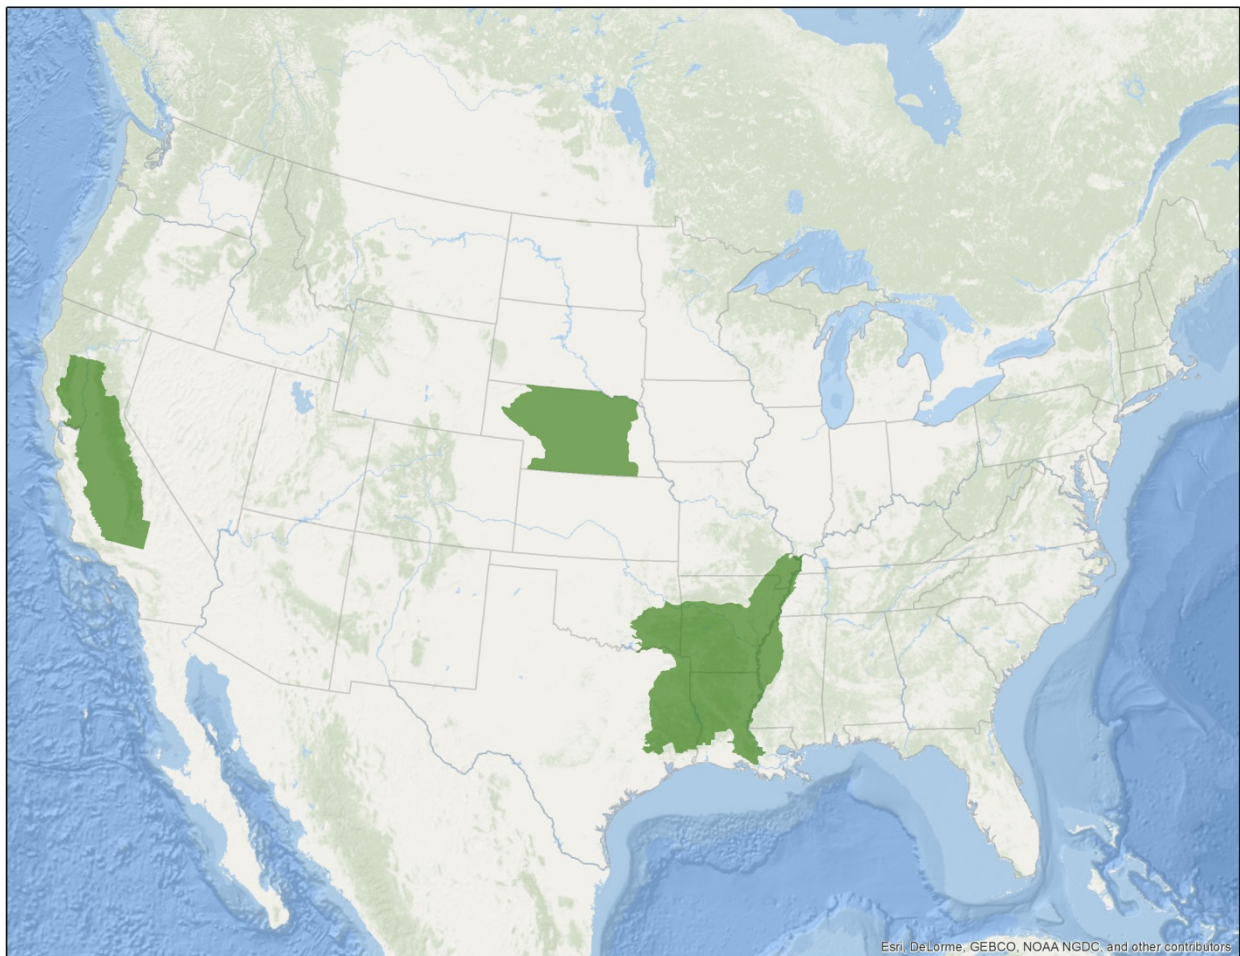 Esri, DeLorme, GEBCO, NOAA NGDC, and other contributors